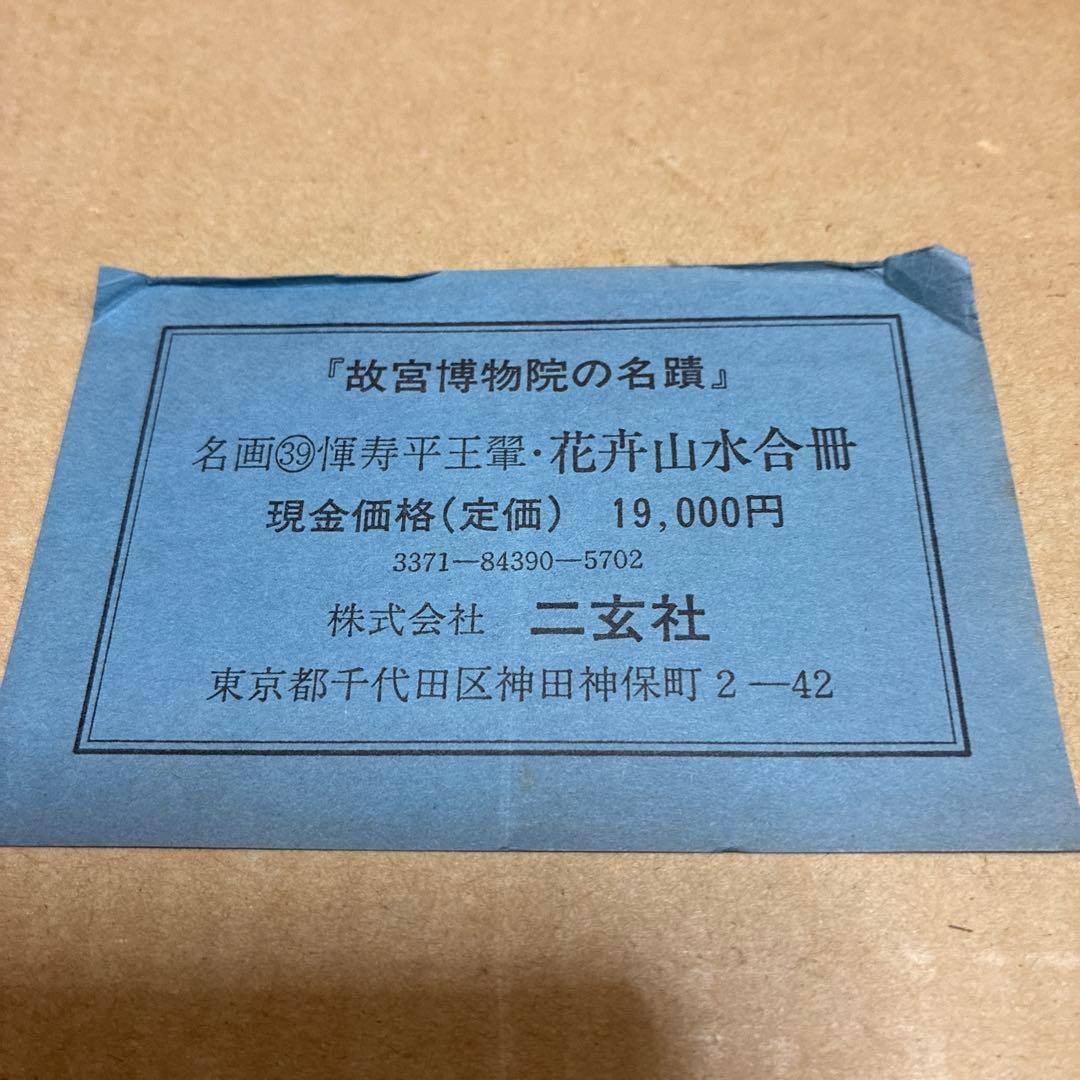 『故宮博物院の名蹟』
名画㊴惲寿平王翬・花卉山水合冊
現金価格(定価) 19,000円
3371—84390—5702
株式会社 二玄社
東京都千代田区神田神保町2—42